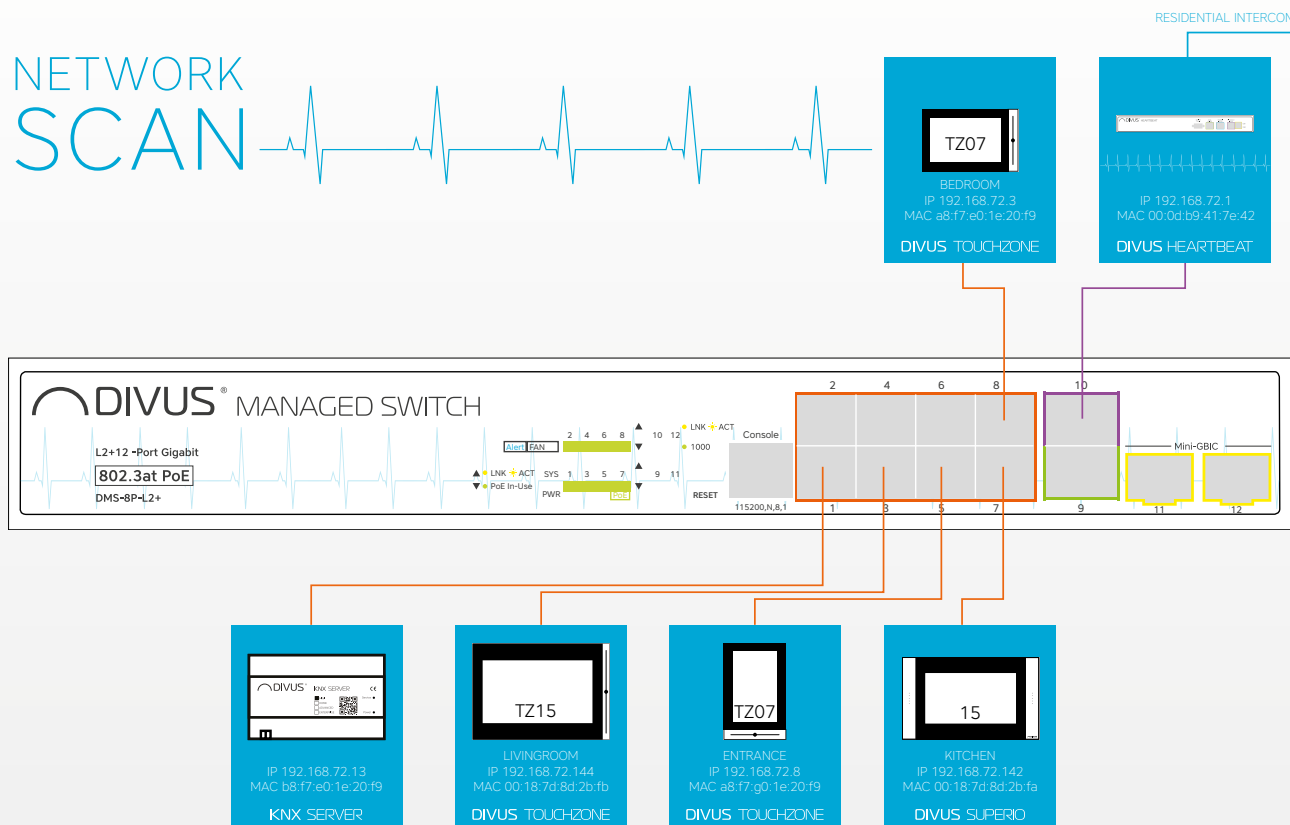 RESIDENTIAL INTERCOM
NETWORK
SCAN
TZ07
BEDROOM
IP 192.168.72.3
MAC a8:f7:e0:1e:20:f9
DIVUS TOUCHZONE
DIVUS HEARTBEAT
IP 192.168.72.1
MAC 00:0d:b9:41:7e:42
DIVUS HEARTBEAT
DIVUS® MANAGED SWITCH
L2+12 -Port Gigabit
802.3at PoE
DMS-8P-L2+
Alert FAN
2 4 6 8
▲ 10 12
▼
LNK ACT
1000
▲ LNK ACT SYS 1 3 5 7 ▲ 9 11
▼ PoE In-Use PWR PoE ▼
RESET
Console
115200,N,8,1
2 4 6 8 10
1 3 5 7 9
Mini-GBIC
11 12
DIVUS® KNX SERVER
IP 192.168.72.13
MAC b8:f7:e0:1e:20:f9
KNX SERVER
TZ15
LIVINGROOM
IP 192.168.72.144
MAC 00:18:7d:8d:2b:fb
DIVUS TOUCHZONE
TZ07
ENTRANCE
IP 192.168.72.8
MAC a8:f7:g0:1e:20:f9
DIVUS TOUCHZONE
15
KITCHEN
IP 192.168.72.142
MAC 00:18:7d:8d:2b:fa
DIVUS SUPERIO